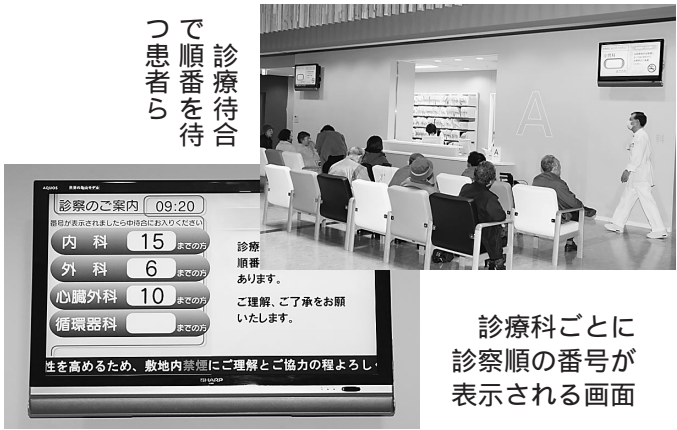 診療待合
で順番を待
つ患者ら
A
A
AQUOS
診察のご案内 09:20
番号が表示されましたら中待合にお入りください
内科 15 までの方
外科 6 までの方
心臓外科 10 までの方
循環器科 までの方
診療
順番
あります。
ご理解、ご了承をお願
いたします。
性を高めるため、敷地内禁煙にご理解とご協力の程よろしく
SHARP
診療科ごとに
診察順の番号が
表示される画面